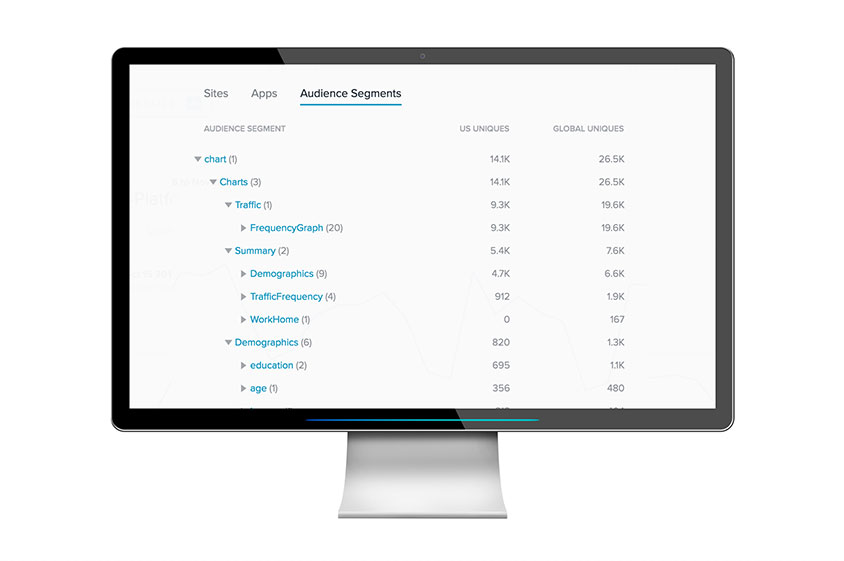 Sites Apps Audience Segments
AUDIENCE SEGMENT US UNIQUES GLOBAL UNIQUES
chart (1) 14.1K 26.5K
Charts (3) 14.1K 26.5K
Traffic (1) 9.3K 19.6K
FrequencyGraph (20) 9.3K 19.6K
Summary (2) 5.4K 7.6K
Demographics (9) 4.7K 6.6K
TrafficFrequency (4) 912 1.9K
WorkHome (1) 0 167
Demographics (6) 820 1.3K
education (2) 695 1.1K
age (1) 356 480